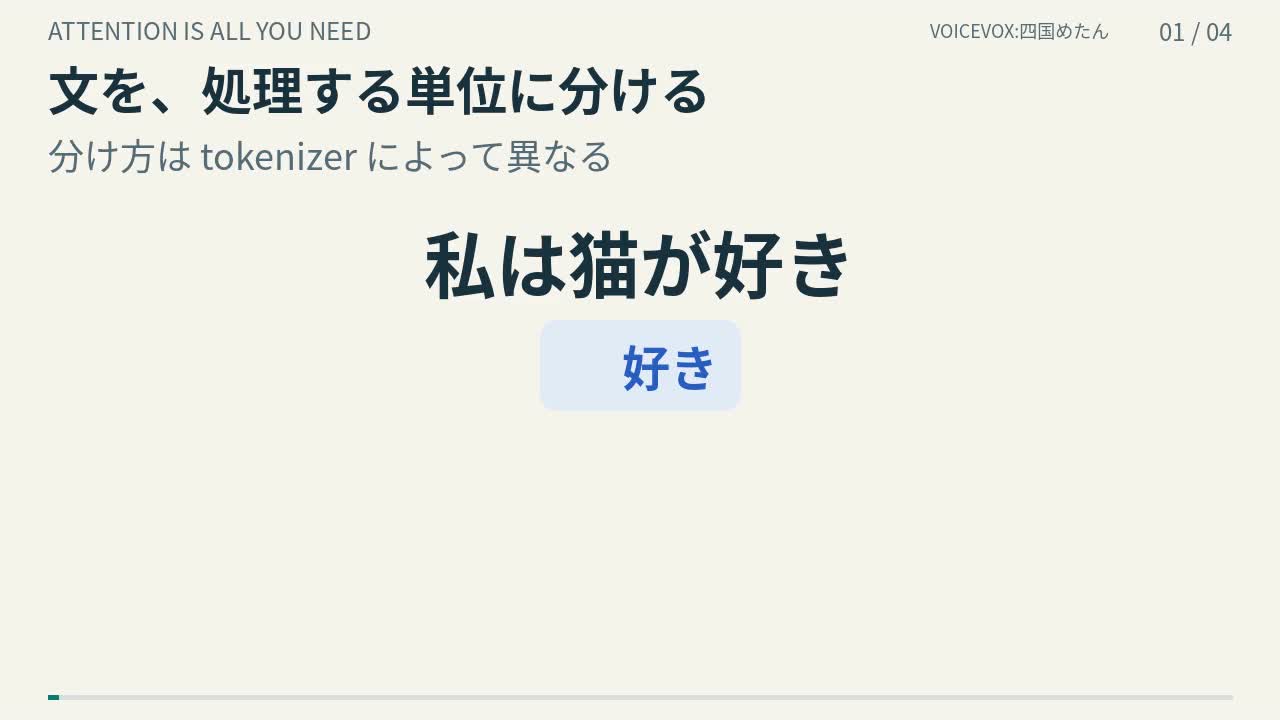 ATTENTION IS ALL YOU NEED
VOICEVOX:四国めたん
01 / 04
文を、処理する単位に分ける
分け方は tokenizer によって異なる
私は猫が好き
好き